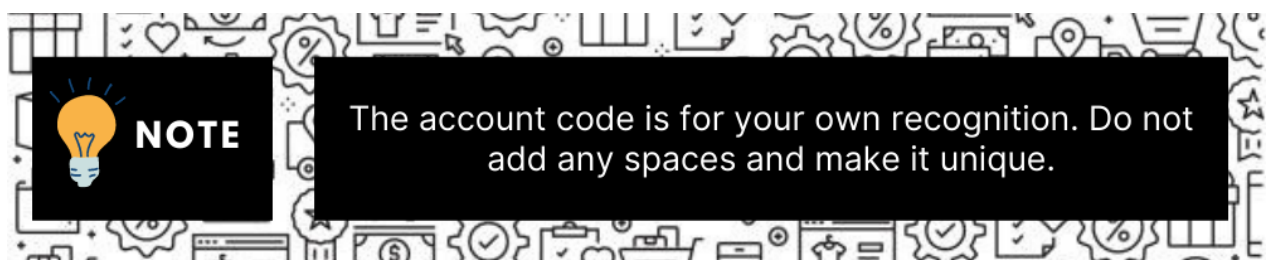 NOTE
The account code is for your own recognition. Do not
add any spaces and make it unique.